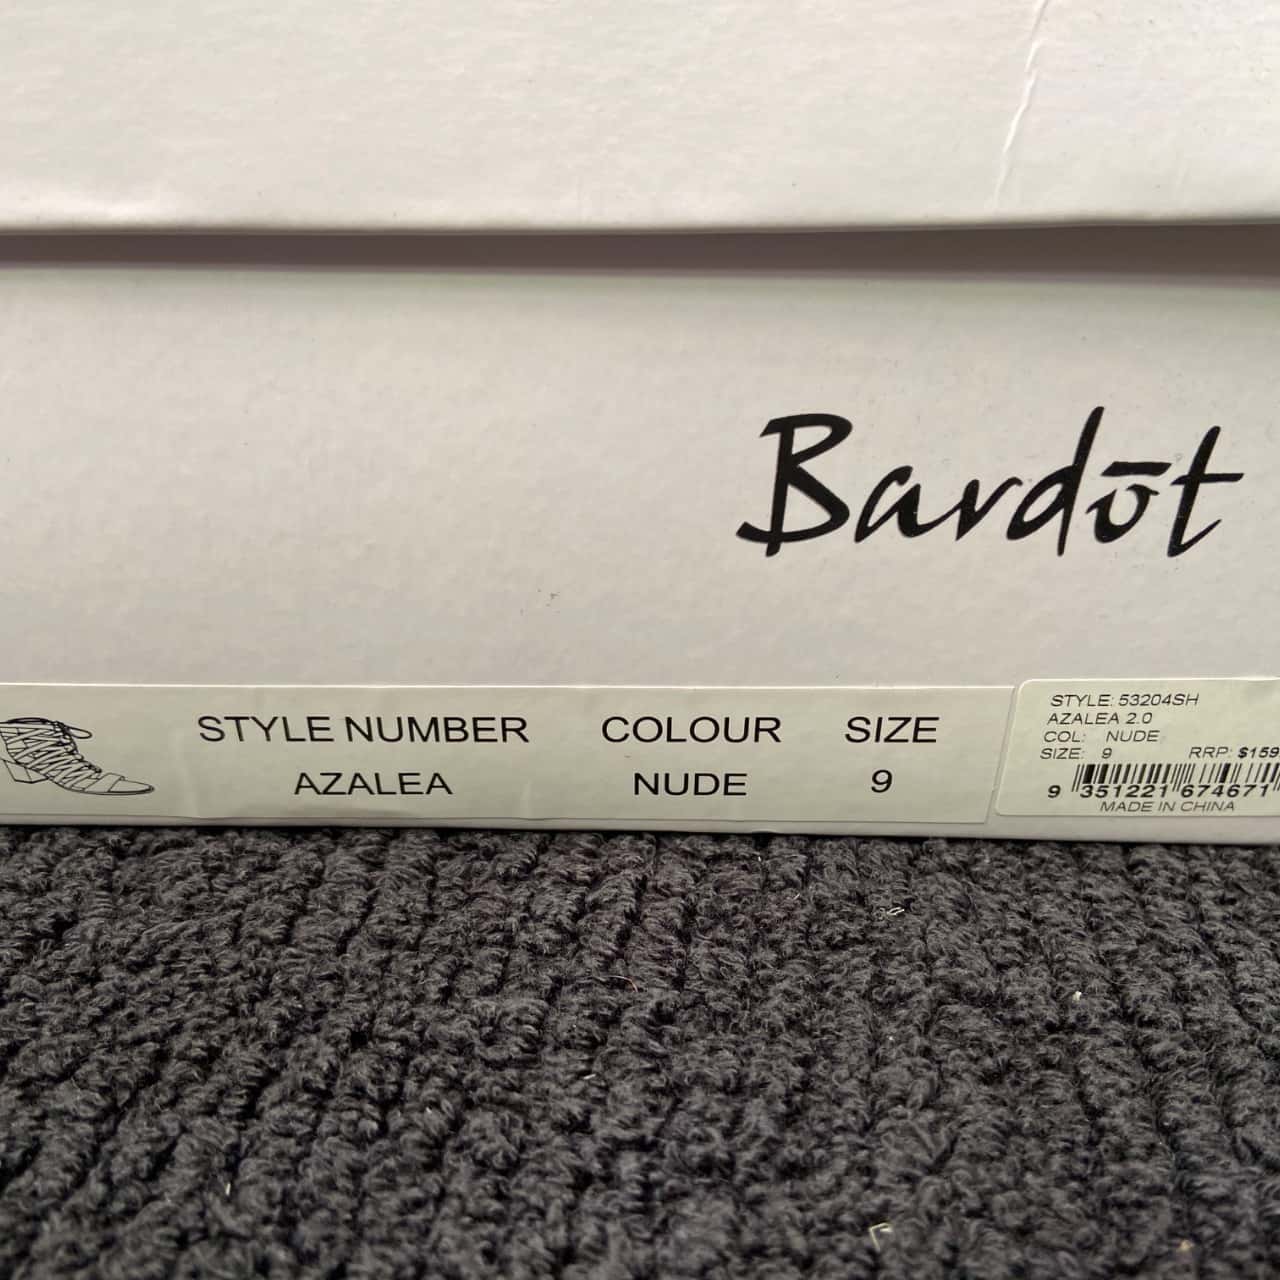 Bardōt
STYLE NUMBER COLOUR SIZE
AZALEA NUDE 9
STYLE: 53204SH
AZALEA 2.0
COL: NUDE
SIZE: 9 RRP: $159
9 351221 674671
MADE IN CHINA